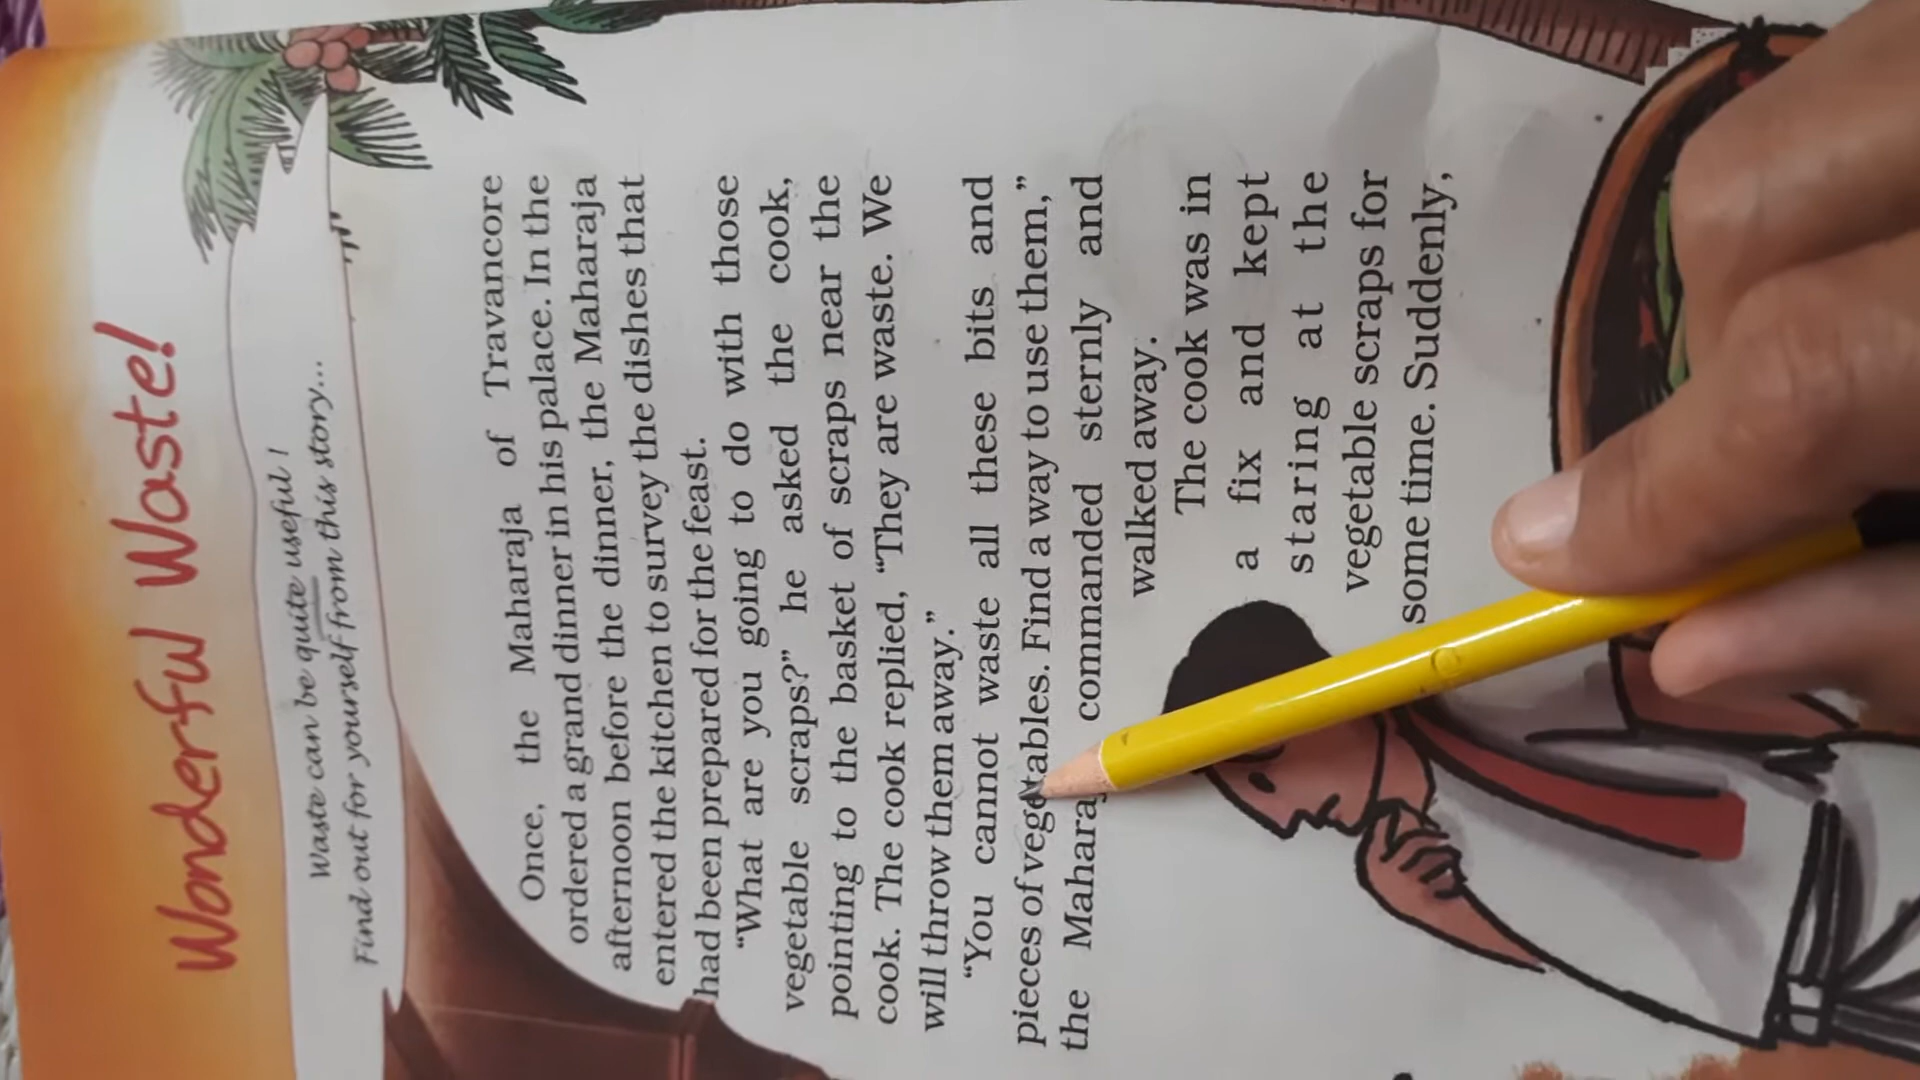 Wonderful Waste!
Waste can be quite useful!
Find out for yourself from this story...
Once, the Maharaja of Travancore
ordered a grand dinner in his palace. In the
afternoon before the dinner, the Maharaja
entered the kitchen to survey the dishes that
had been prepared for the feast.
“What are you going to do with those
vegetable scraps?” he asked the cook,
pointing to the basket of scraps near the
cook. The cook replied, “They are waste. We
will throw them away.”
“You cannot waste all these bits and
pieces of vegetables. Find a way to use them,”
the Maharaja commanded sternly and
walked away.
The cook was in
a fix and kept
staring at the
vegetable scraps for
some time. Suddenly,